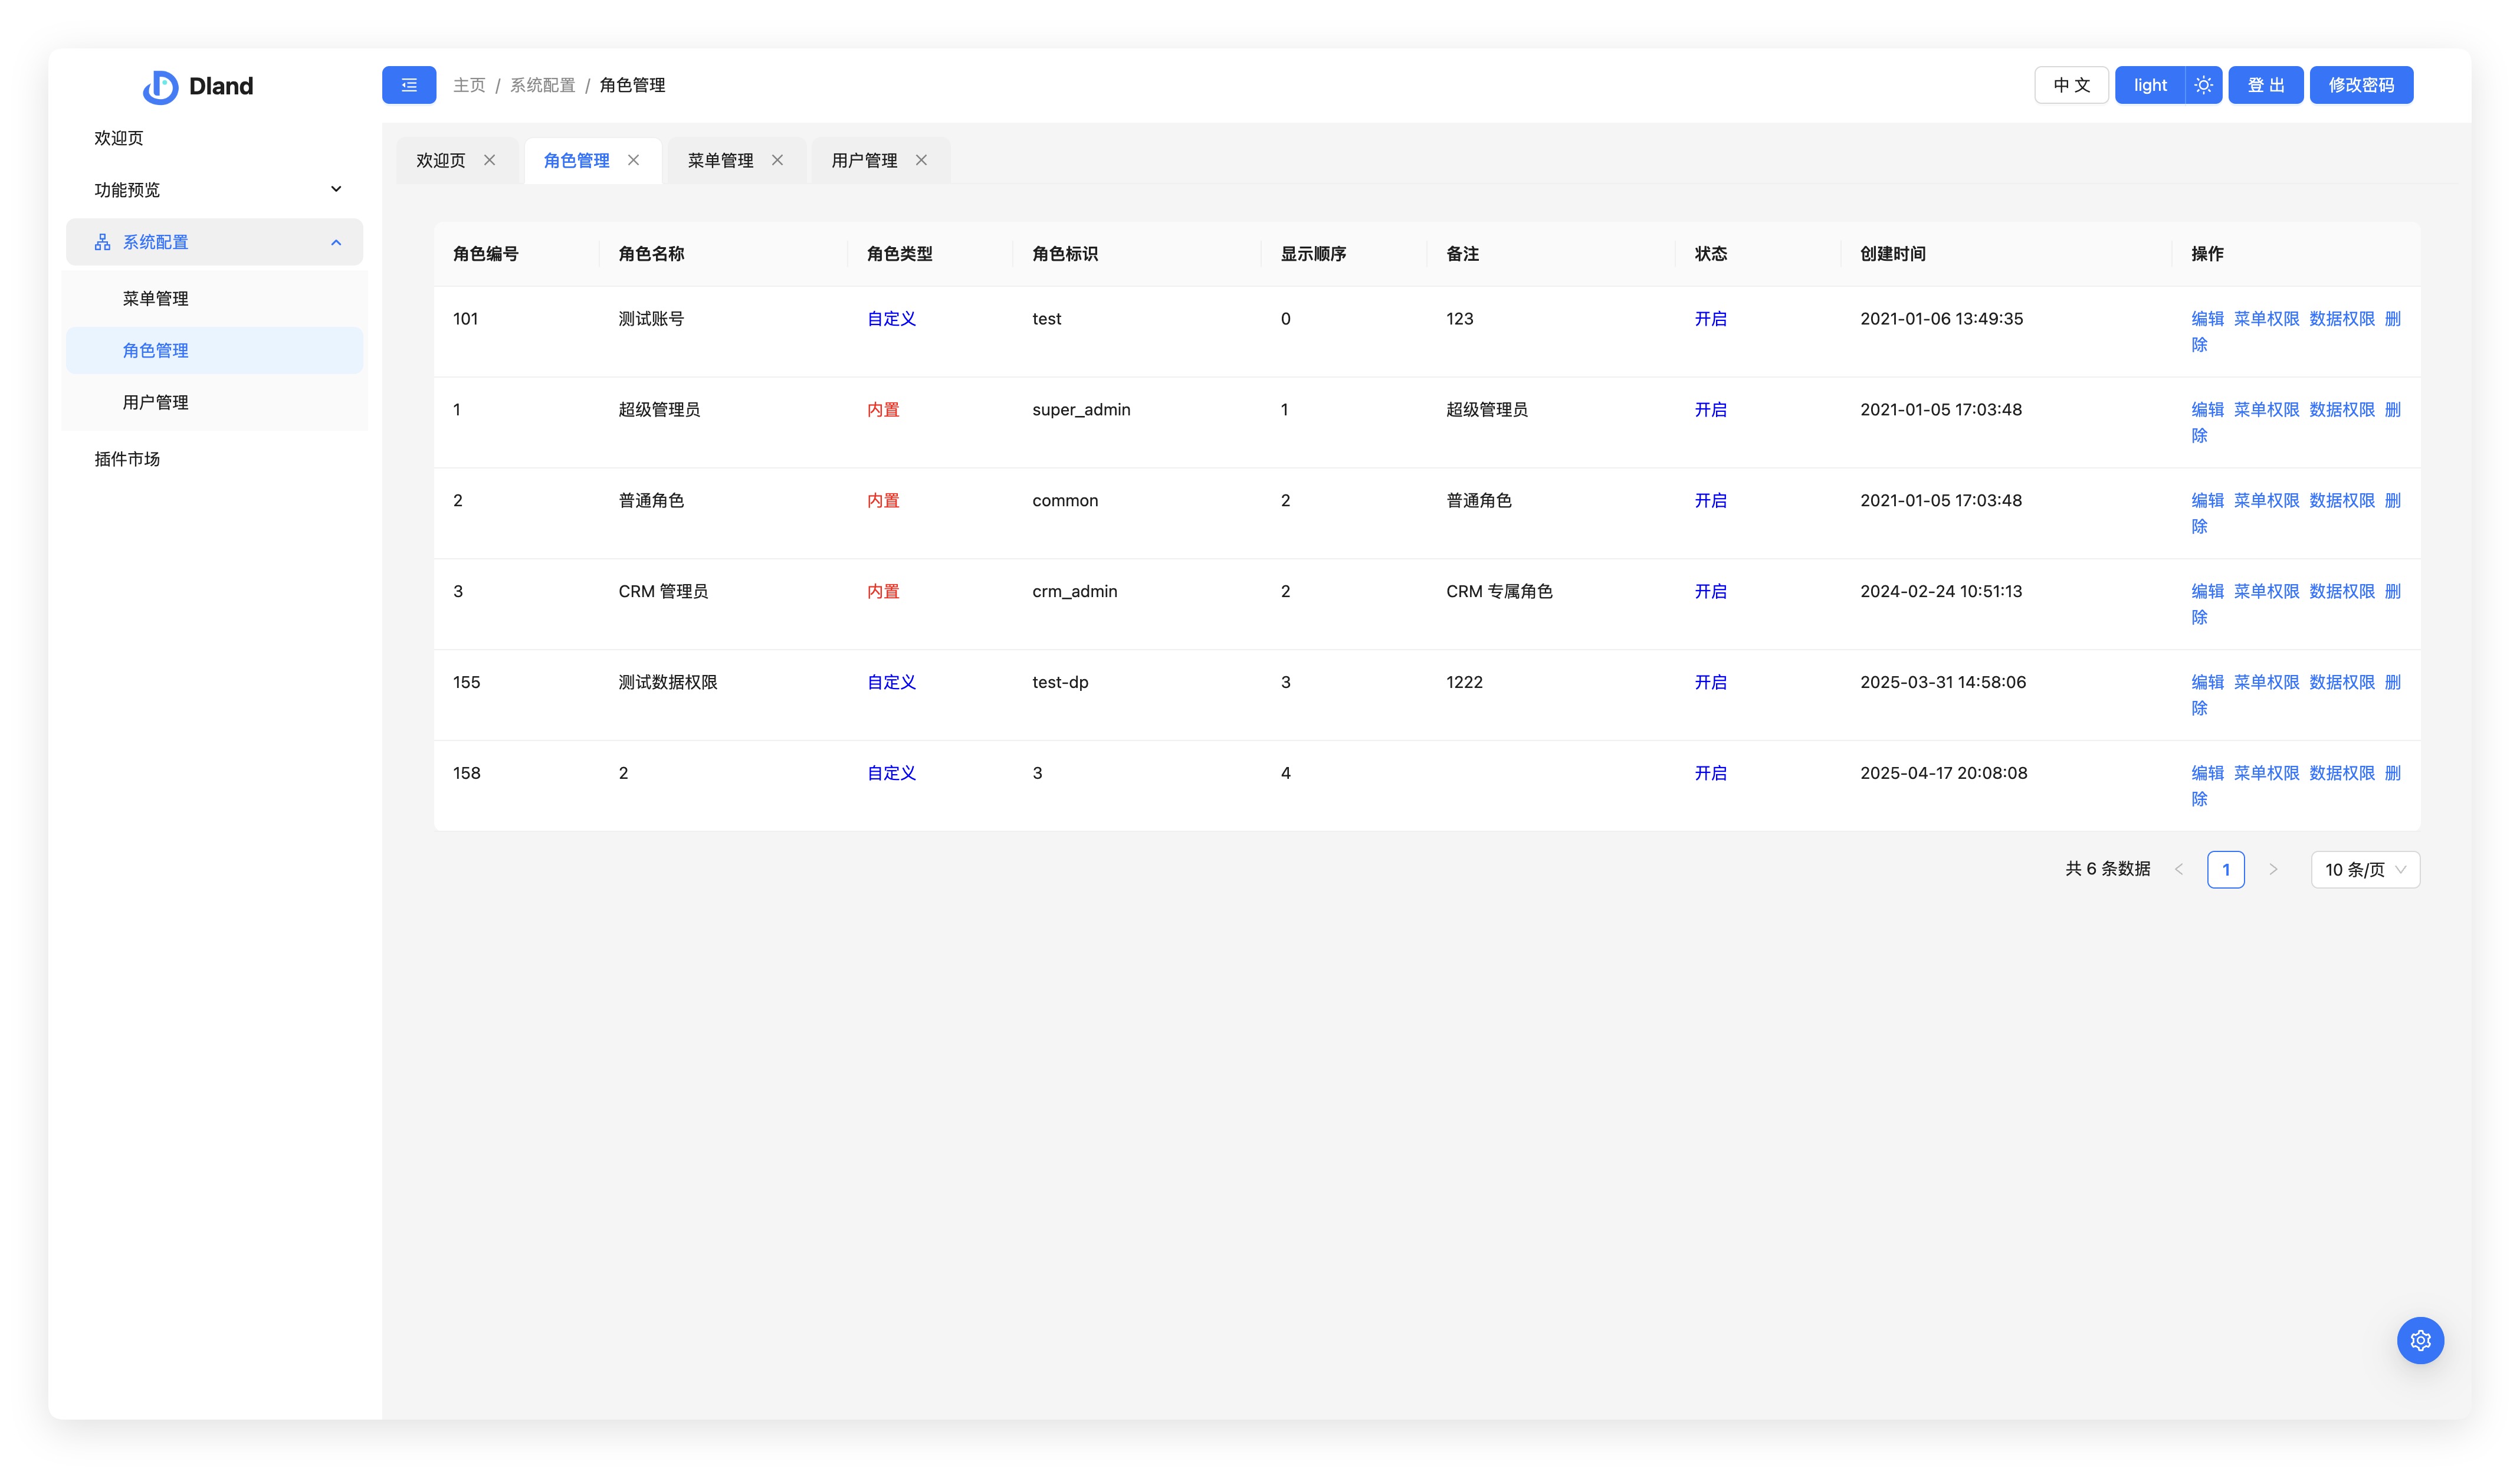 Dland
主页 / 系统配置 / 角色管理
中 文
light
登 出
修改密码
欢迎页
功能预览
系统配置
菜单管理
角色管理
用户管理
插件市场
欢迎页 角色管理 菜单管理 用户管理
角色编号 角色名称 角色类型 角色标识 显示顺序 备注 状态 创建时间 操作
101 测试账号 自定义 test 0 123 开启 2021-01-06 13:49:35 编辑 菜单权限 数据权限 删
除
1 超级管理员 内置 super_admin 1 超级管理员 开启 2021-01-05 17:03:48 编辑 菜单权限 数据权限 删
除
2 普通角色 内置 common 2 普通角色 开启 2021-01-05 17:03:48 编辑 菜单权限 数据权限 删
除
3 CRM 管理员 内置 crm_admin 2 CRM 专属角色 开启 2024-02-24 10:51:13 编辑 菜单权限 数据权限 删
除
155 测试数据权限 自定义 test-dp 3 1222 开启 2025-03-31 14:58:06 编辑 菜单权限 数据权限 删
除
158 2 自定义 3 4 开启 2025-04-17 20:08:08 编辑 菜单权限 数据权限 删
除
共 6 条数据 1 10 条/页